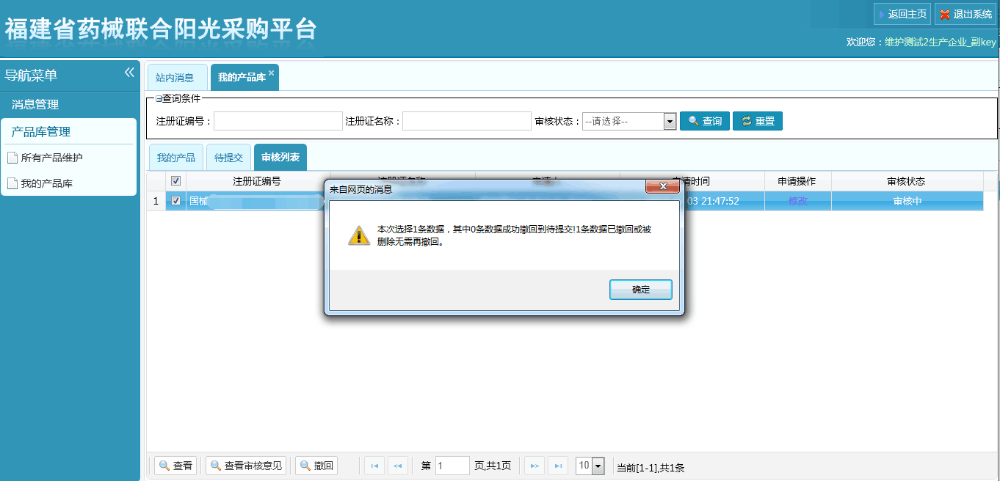 福建省药械联合阳光采购平台
返回主页
退出系统
欢迎您：维护测试2生产企业_副key
导航菜单
消息管理
产品库管理
所有产品维护
我的产品库
站内消息
我的产品库
查询条件
注册证编号：
注册证名称：
审核状态：
--请选择--
查询
重置
我的产品
待提交
审核列表
注册证编号
申请操作
审核状态
1
国械
03 21:47:52
修改
审核中
来自网页的消息
本次选择1条数据，其中0条数据成功撤回到待提交!1条数据已撤回或被
删除无需再撤回。
确定
查看
查看审核意见
撤回
第 1 页,共1页
10
当前[1-1],共1条